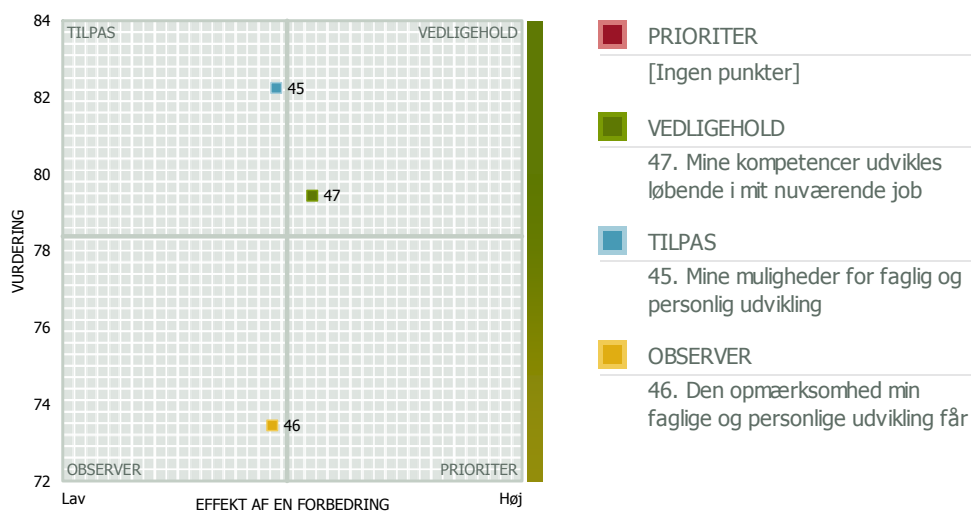 84
82
80
78
76
74
72
VURDERING
TILPAS
VEDLIGEHOLD
45
47
46
OBSERVER
PRIORITER
Lav
EFFEKT AF EN FORBEDRING
Høj
PRIORITER
[Ingen punkter]
VEDLIGEHOLD
47. Mine kompetencer udvikles
løbende i mit nuværende job
TILPAS
45. Mine muligheder for faglig og
personlig udvikling
OBSERVER
46. Den opmærksomhed min
faglige og personlige udvikling får